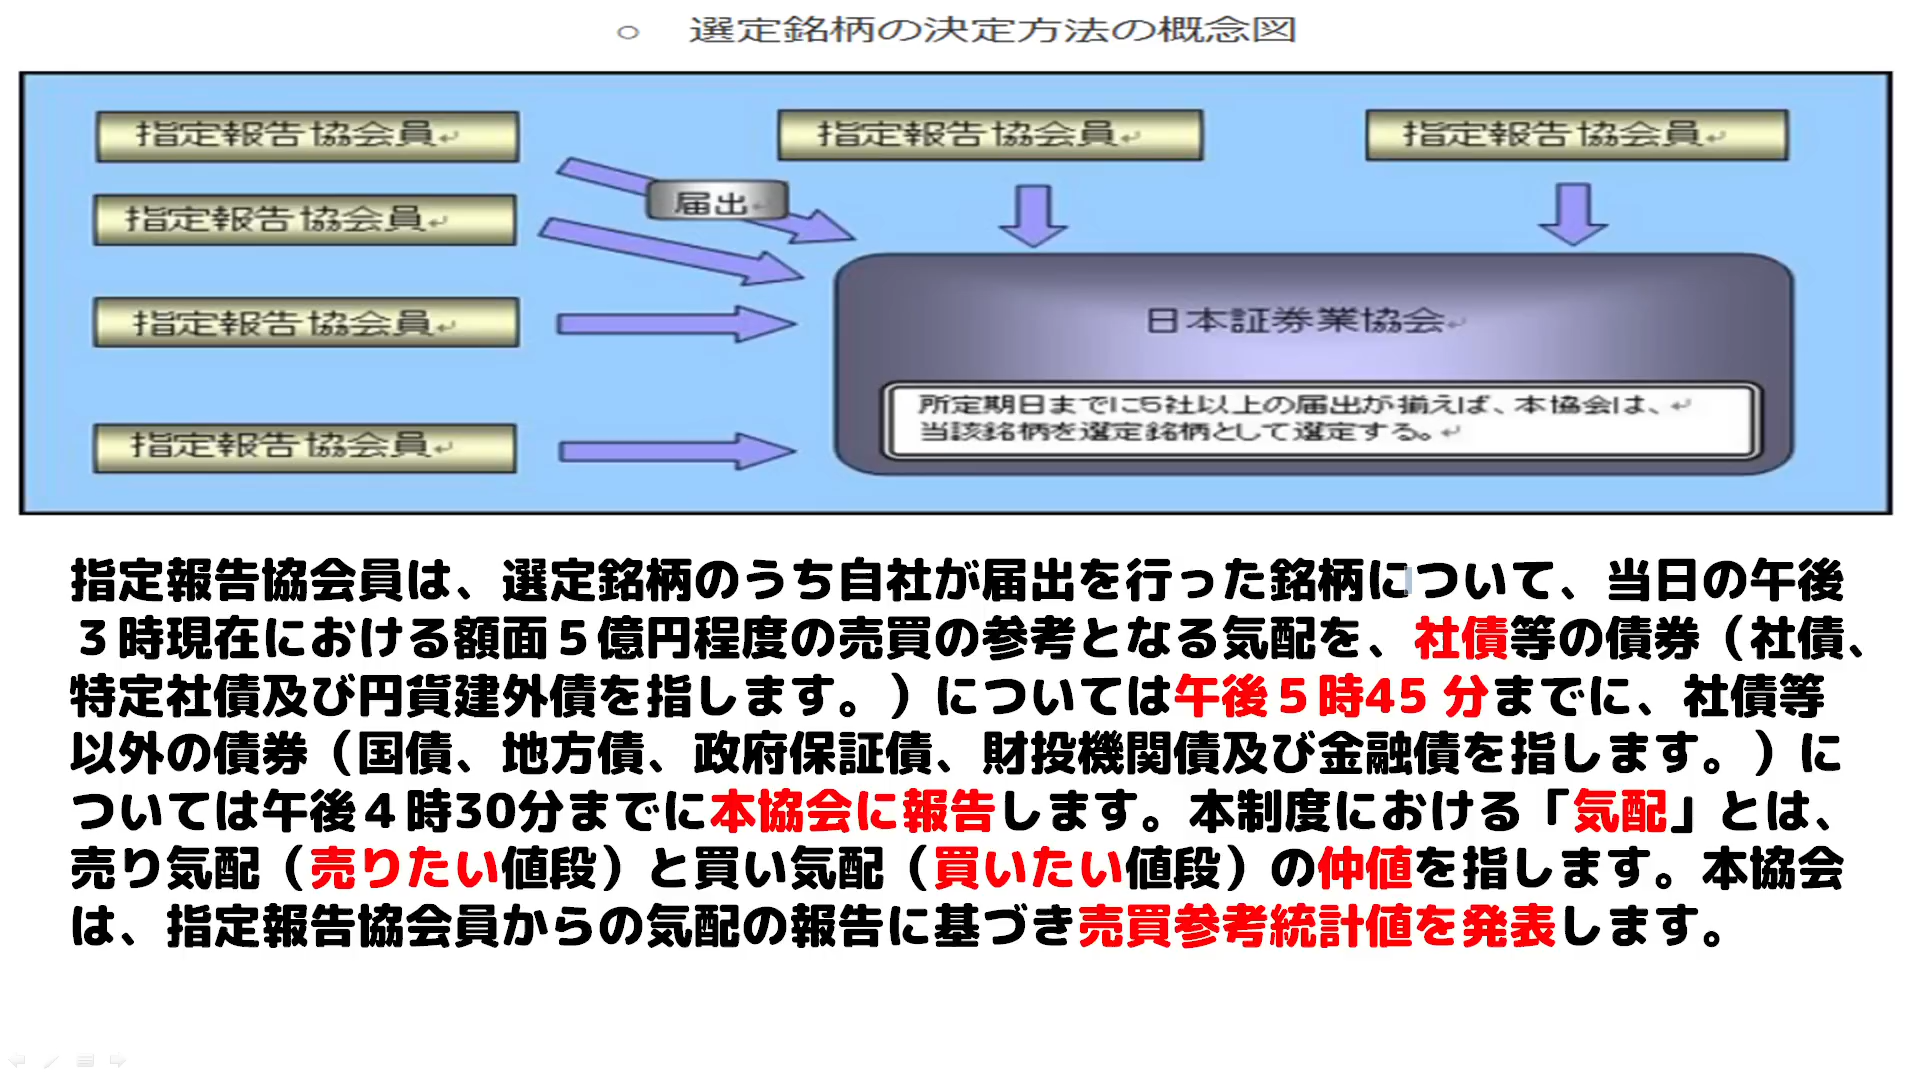 ○ 選定銘柄の決定方法の概念図
指定報告協会員
指定報告協会員
指定報告協会員
届出
指定報告協会員
指定報告協会員
指定報告協会員
日本証券業協会
所定期日までに5社以上の届出が揃えば、本協会は、
当該銘柄を選定銘柄として選定する。
指定報告協会員は、選定銘柄のうち自社が届出を行った銘柄について、当日の午後
３時現在における額面５億円程度の売買の参考となる気配を、社債等の債券（社債、
特定社債及び円貨建外債を指します。）については午後５時45 分までに、社債等
以外の債券（国債、地方債、政府保証債、財投機関債及び金融債を指します。）に
ついては午後４時30分までに本協会に報告します。本制度における「気配」とは、
売り気配（売りたい値段）と買い気配（買いたい値段）の仲値を指します。本協会
は、指定報告協会員からの気配の報告に基づき売買参考統計値を発表します。